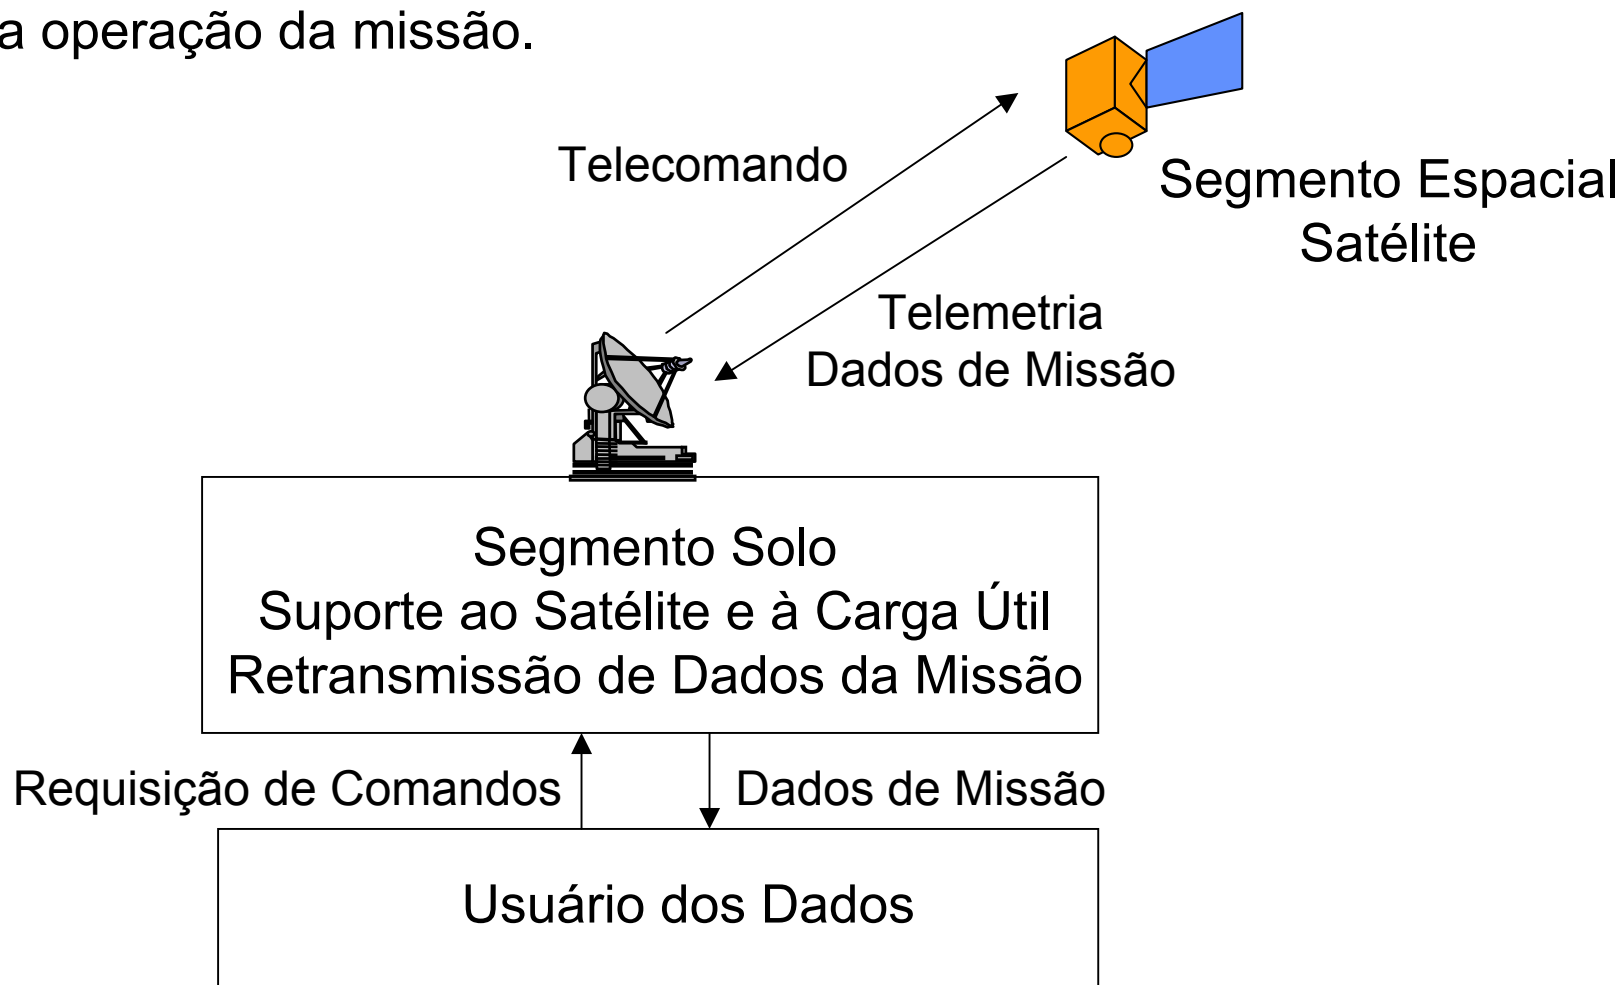 a operação da missão.
Telecomando
Segmento Espacial
Satélite
Telemetria
Dados de Missão
Segmento Solo
Suporte ao Satélite e à Carga Útil
Retransmissão de Dados da Missão
Requisição de Comandos
Dados de Missão
Usuário dos Dados